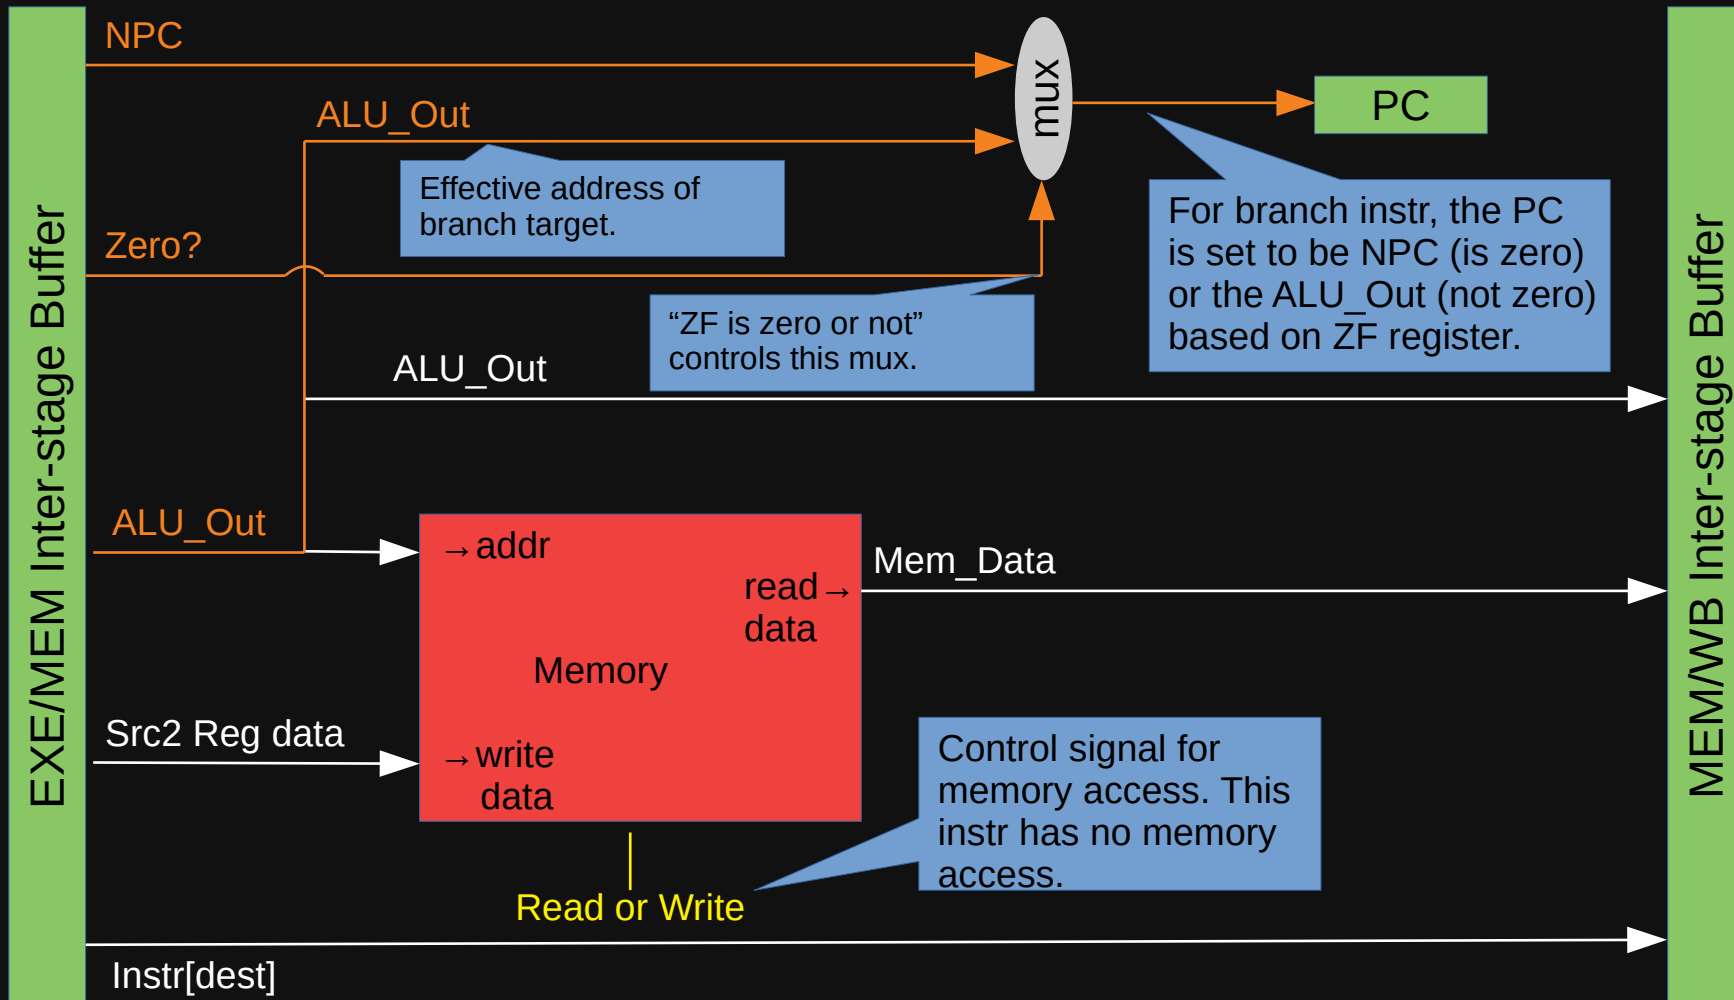 NPC
ALU_Out
mux
PC
Effective address of
branch target.
For branch instr, the PC
is set to be NPC (is zero)
or the ALU_Out (not zero)
based on ZF register.
Zero?
“ZF is zero or not”
controls this mux.
ALU_Out
EXE/MEM Inter-stage Buffer
MEM/WB Inter-stage Buffer
ALU_Out
→addr
read→
data
Mem_Data
Memory
Src2 Reg data
→write
data
Control signal for
memory access. This
instr has no memory
access.
Read or Write
Instr[dest]